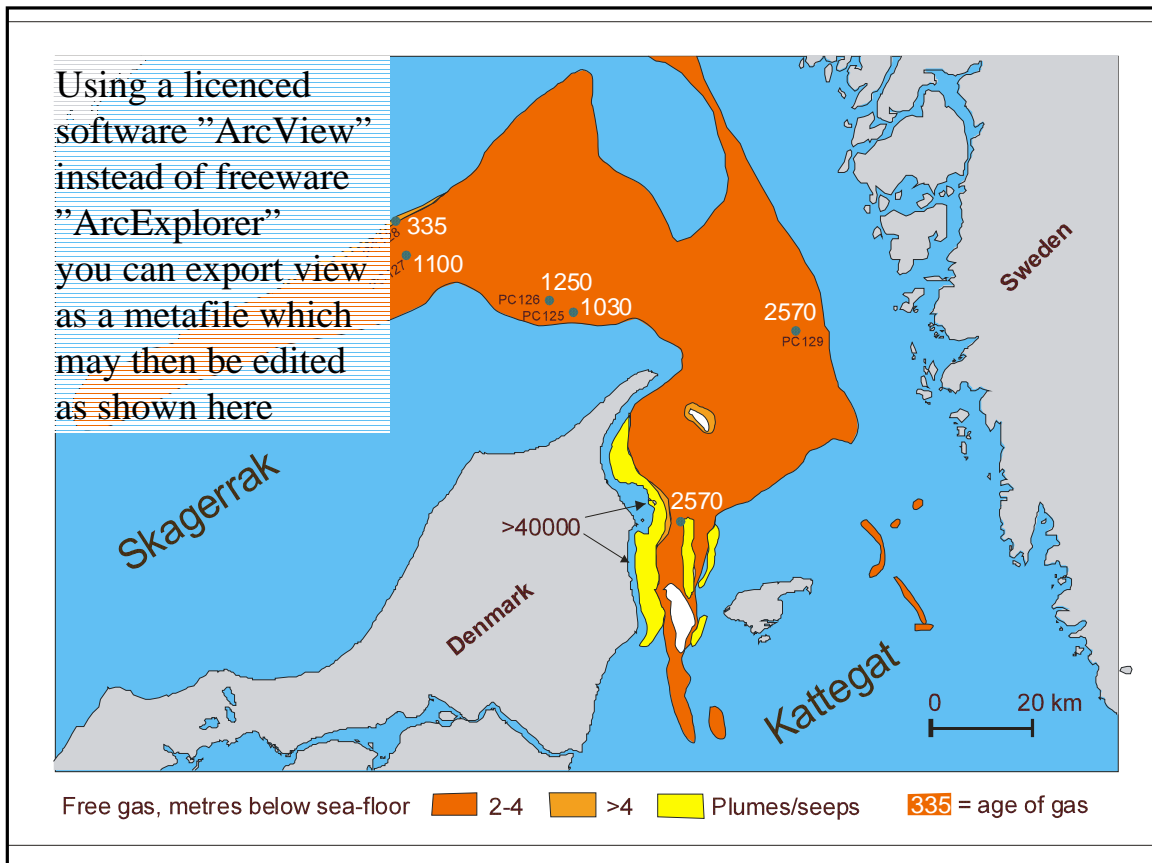 Using a licenced
software ”ArcView”
instead of freeware
”ArcExplorer”
you can export view
as a metafile which
may then be edited
as shown here
335
1100
1250
PC126
PC125
1030
2570
PC129
Sweden
Skagerrak
2570
>40000
Denmark
Kattegat
0 20 km
Free gas, metres below sea-floor 2-4 >4 Plumes/seeps 335 = age of gas